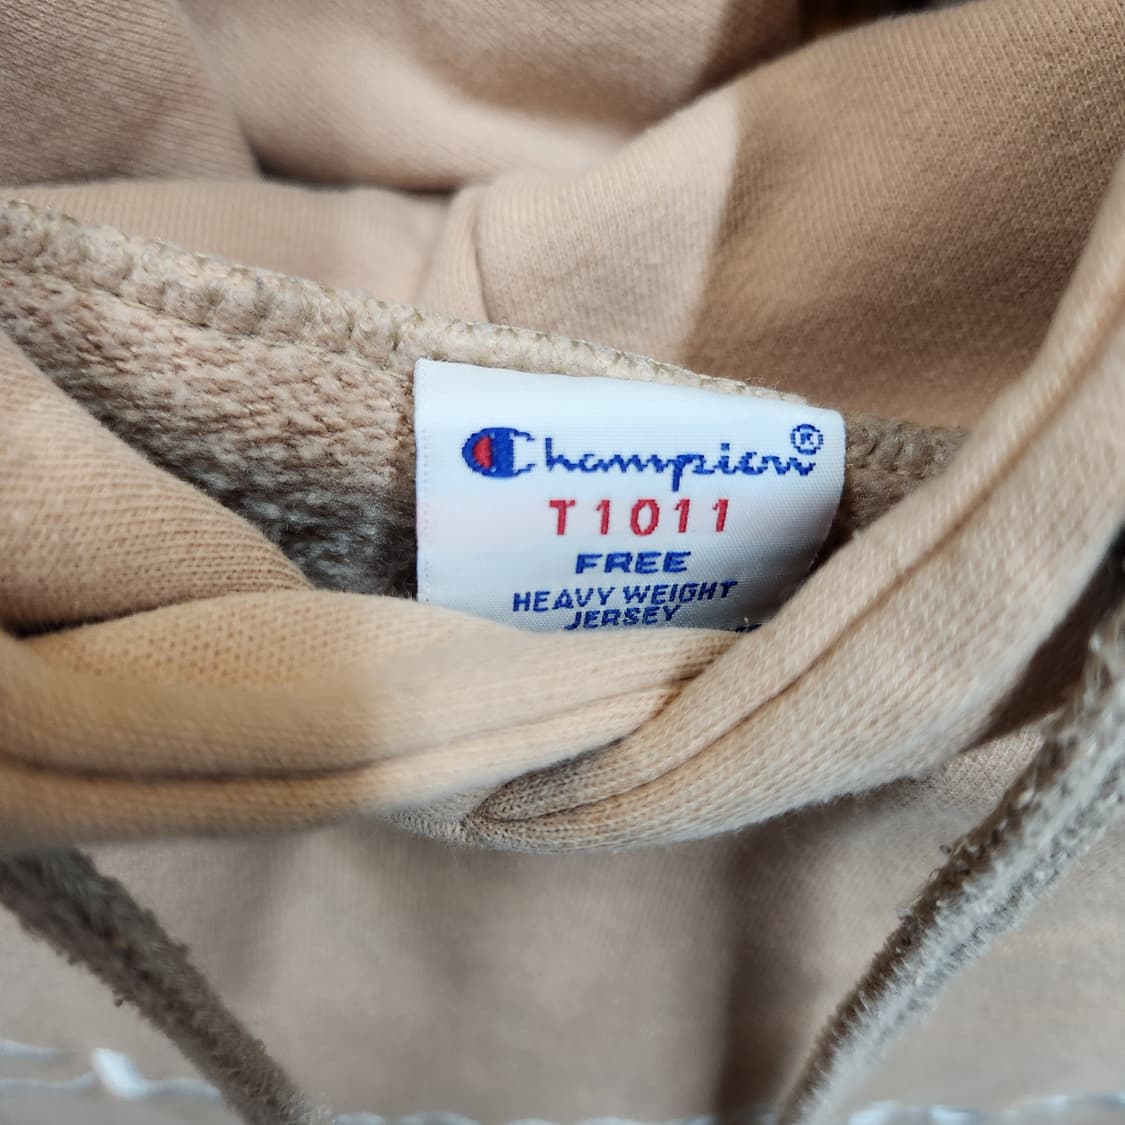 Champion®
T1011
FREE
HEAVY WEIGHT
JERSEY